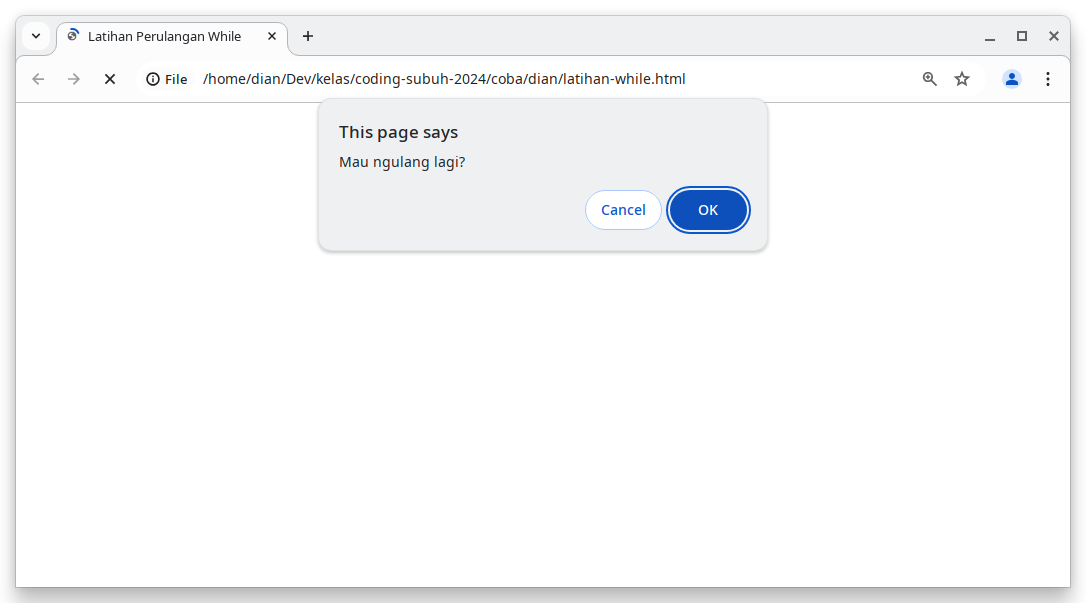 Latihan Perulangan While
File /home/dian/Dev/kelas/coding-subuh-2024/coba/dian/latihan-while.html
This page says
Mau ngulang lagi?
Cancel OK